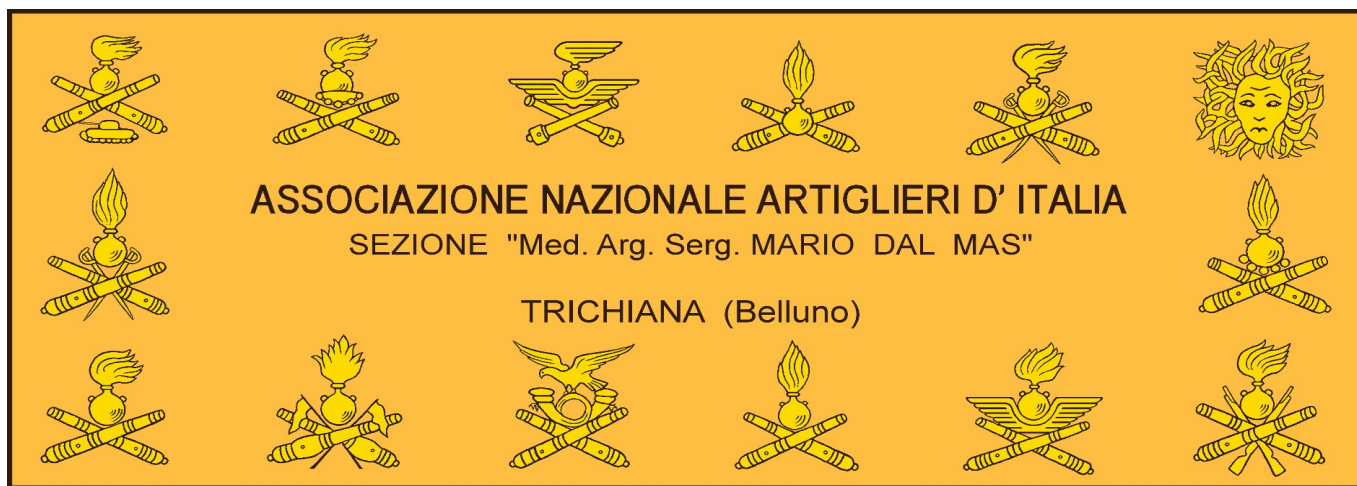 ASSOCIAZIONE NAZIONALE ARTIGLIERI D' ITALIA
SEZIONE "Med. Arg. Serg. MARIO DAL MAS"
TRICHIANA (Belluno)